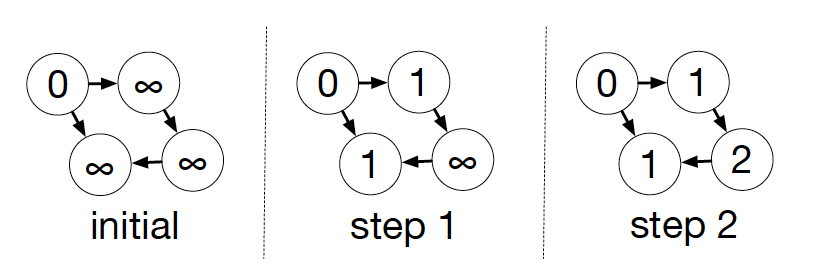 0 ∞
∞ ∞
initial
0 1
1 ∞
step 1
0 1
1 2
step 2